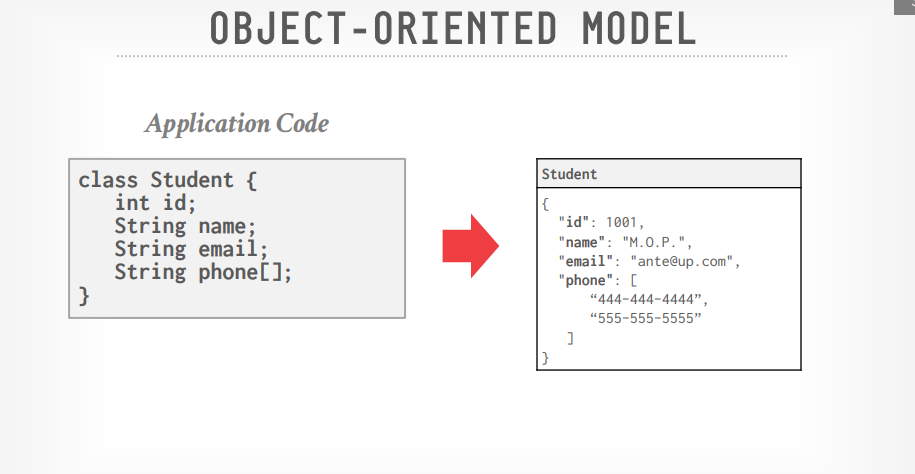 OBJECT-ORIENTED MODEL
Application Code
class Student {
int id;
String name;
String email;
String phone[];
}
Student
{
"id": 1001,
"name": "M.O.P.",
"email": "ante@up.com",
"phone": [
“444-444-4444”,
“555-555-5555”
]
}